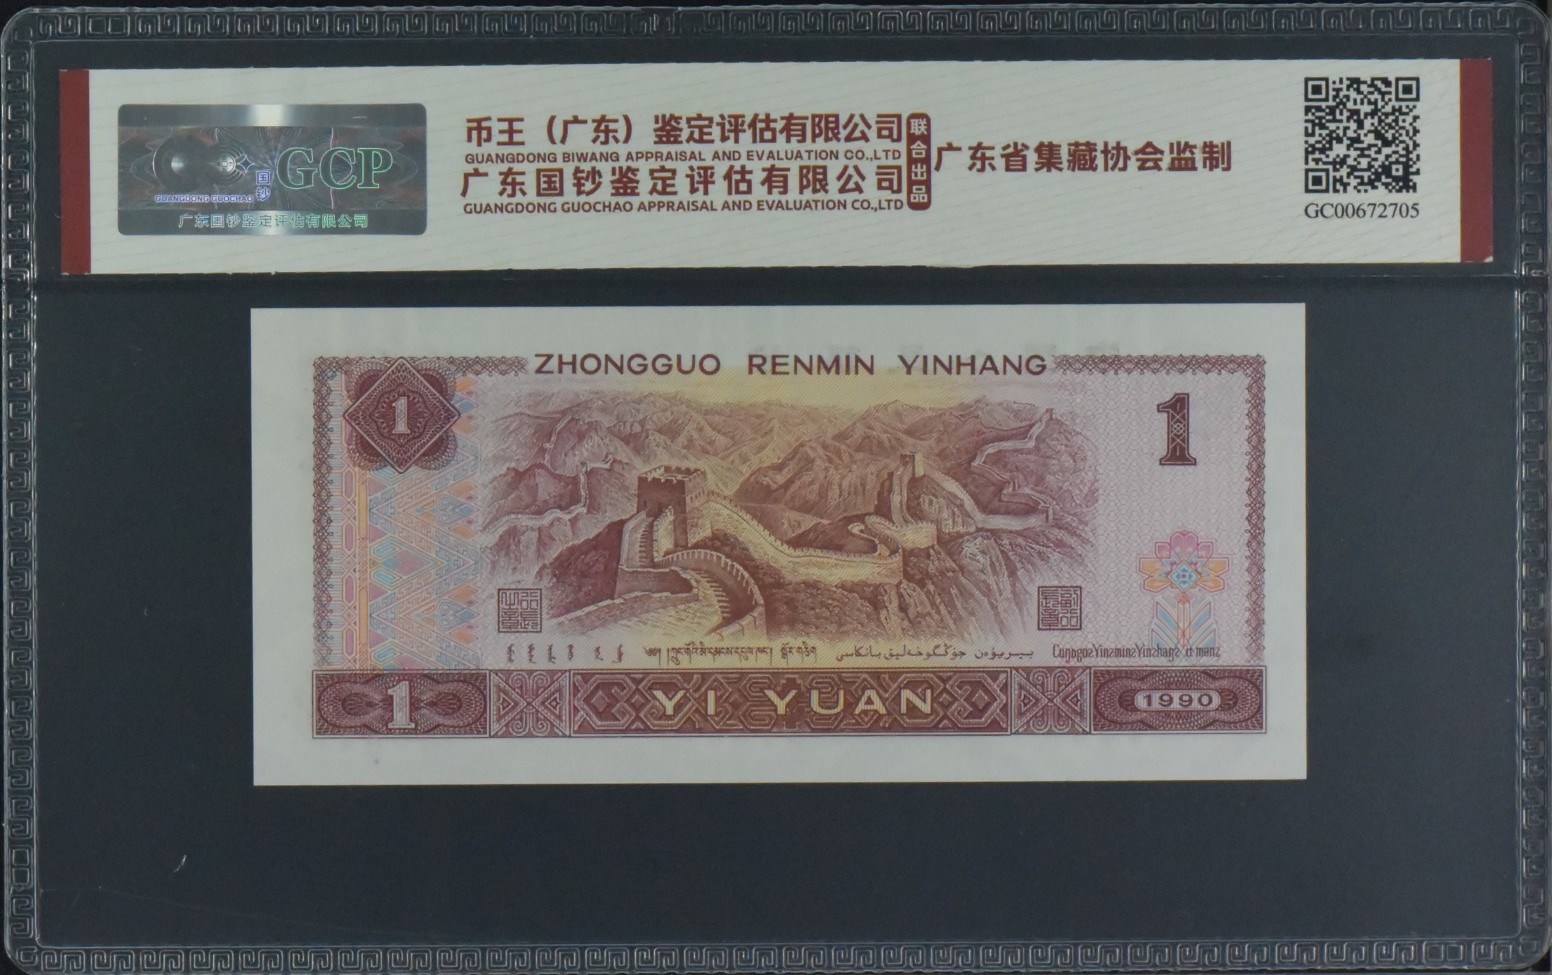 国钞
GCP
GUANGDONG GUOCHAO
广东国钞鉴定评估有限公司
币王（广东）鉴定评估有限公司
GUANGDONG BIWANG APPRAISAL AND EVALUATION CO.,LTD
广东国钞鉴定评估有限公司
GUANGDONG GUOCHAO APPRAISAL AND EVALUATION CO.,LTD
联合出品
广东省集藏协会监制
GC00672705
ZHONGGUO RENMIN YINHANG
1
1
1 YI YUAN 1990